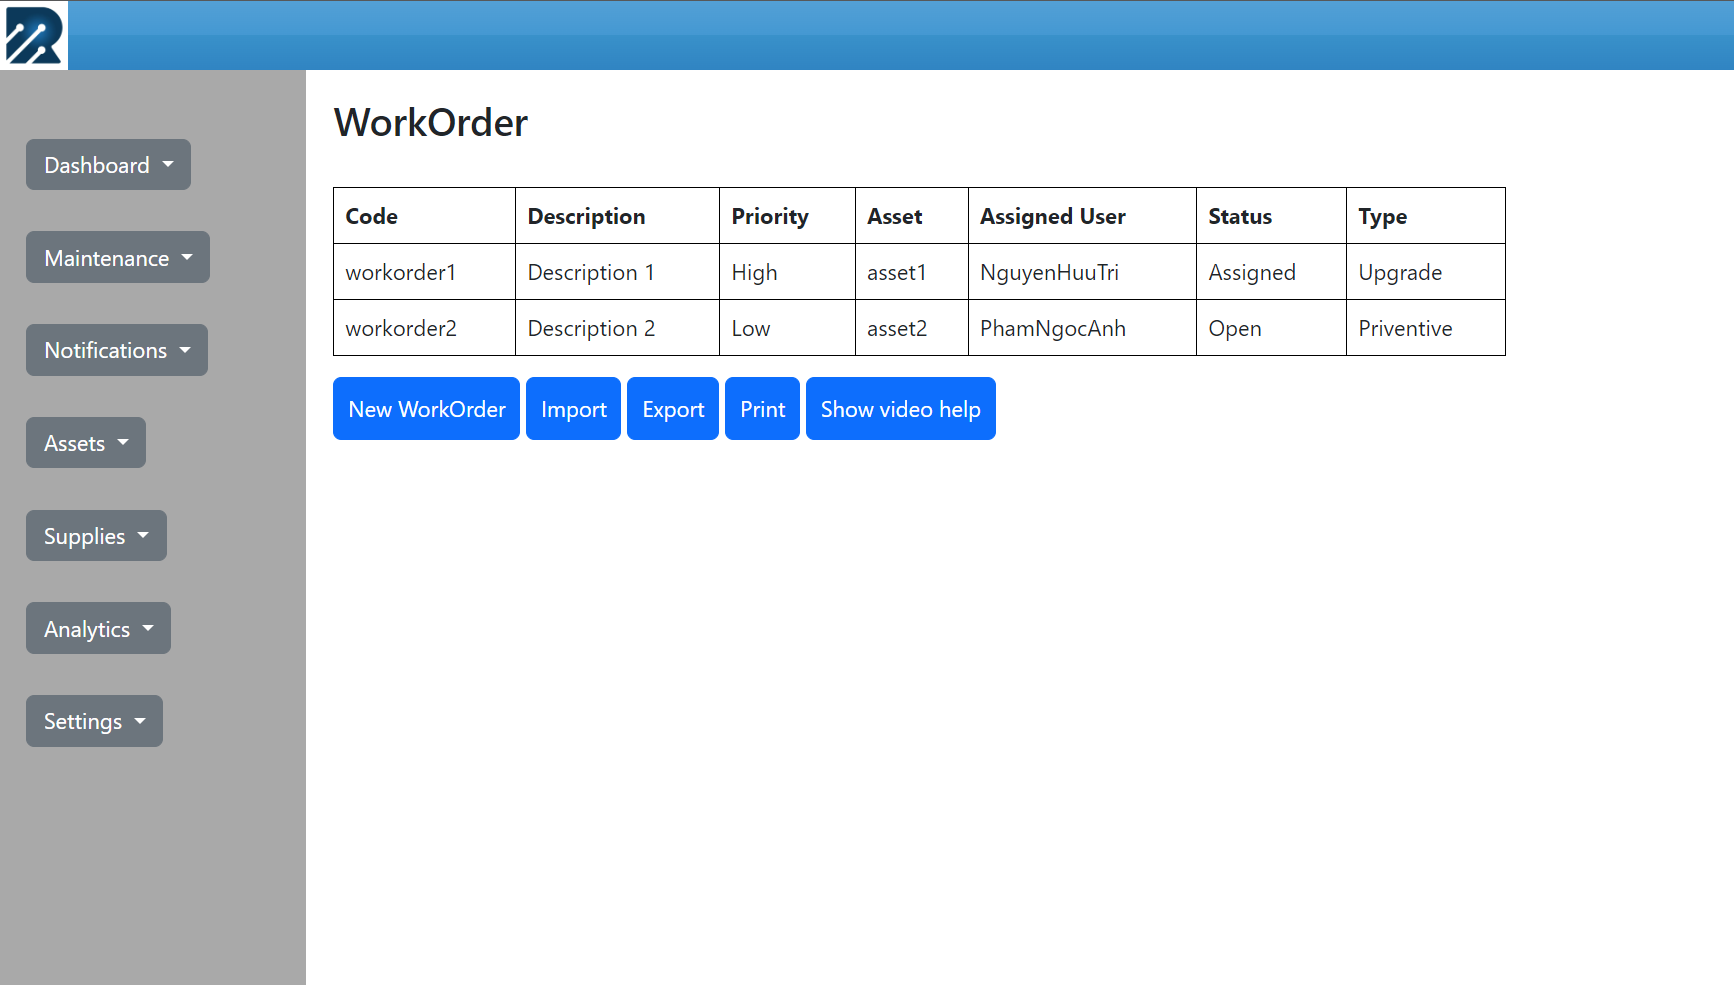 WorkOrder
Dashboard
Maintenance
Notifications
Assets
Supplies
Analytics
Settings
Code Description Priority Asset Assigned User Status Type
workorder1 Description 1 High asset1 NguyenHuuTri Assigned Upgrade
workorder2 Description 2 Low asset2 PhamNgocAnh Open Priventive
New WorkOrder Import Export Print Show video help